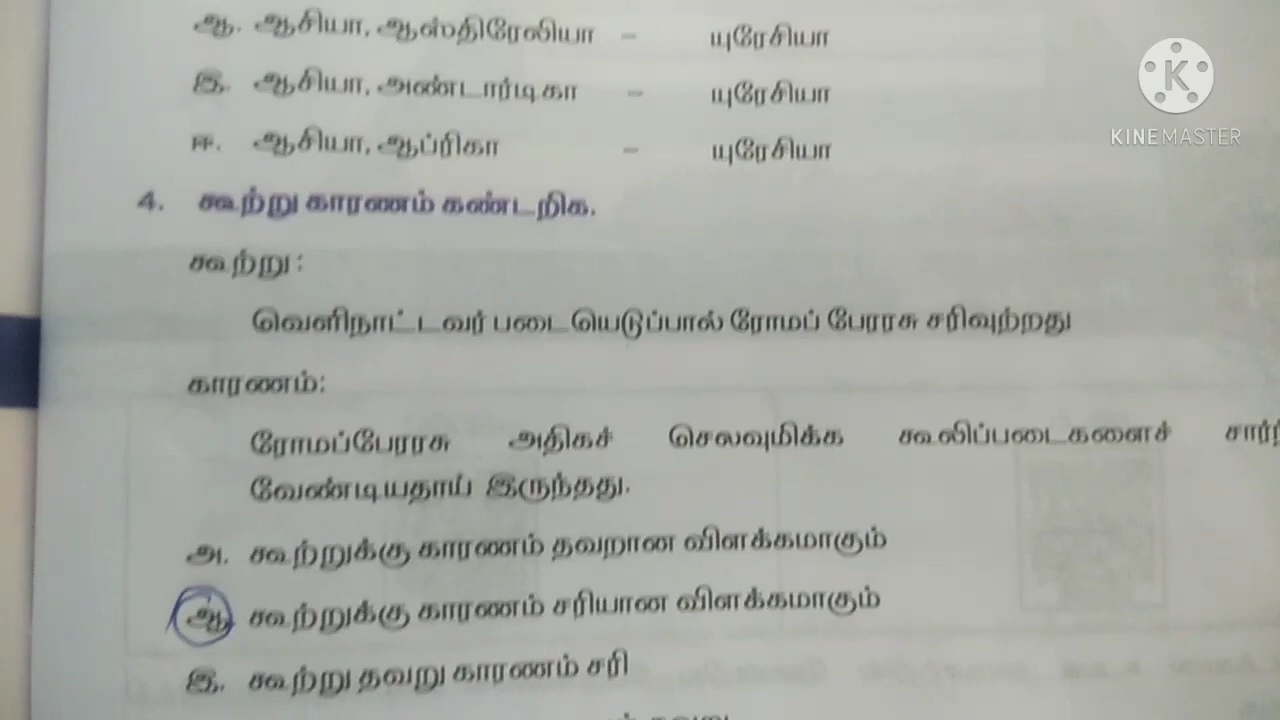 ஆ. ஆசியா, ஆஸ்திரேலியா – யுரேசியா
இ. ஆசியா, அண்டார்டிகா – யுரேசியா
ஈ. ஆசியா, ஆப்ரிகா – யுரேசியா
4. கூற்று காரணம் கண்டறிக.
கூற்று :
வெளிநாட்டவர் படையெடுப்பால் ரோமப் பேரரசு சரிவுற்றது
காரணம்:
ரோமப்பேரரசு அதிகச் செலவுமிக்க கூலிப்படைகளைச்
வேண்டியதாய் இருந்தது.
அ. கூற்றுக்கு காரணம் தவறான விளக்கமாகும்
ஆ. கூற்றுக்கு காரணம் சரியான விளக்கமாகும்
இ. கூற்று தவறு காரணம் சரி
KINEMASTER